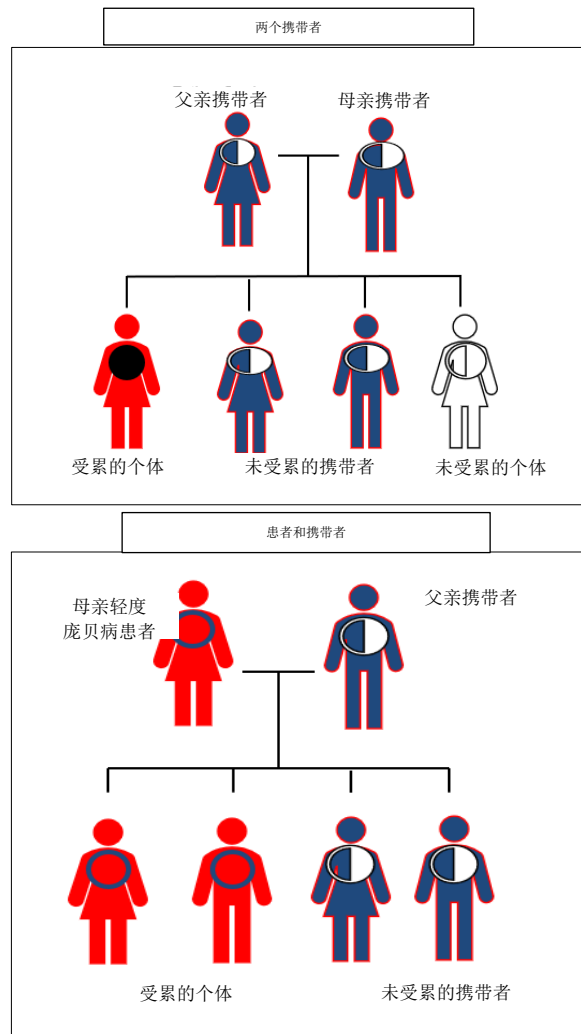 两个携带者
父亲携带者
母亲携带者
受累的个体
未受累的携带者
未受累的个体
患者和携带者
母亲轻度
庞贝病患者
父亲携带者
受累的个体
未受累的携带者